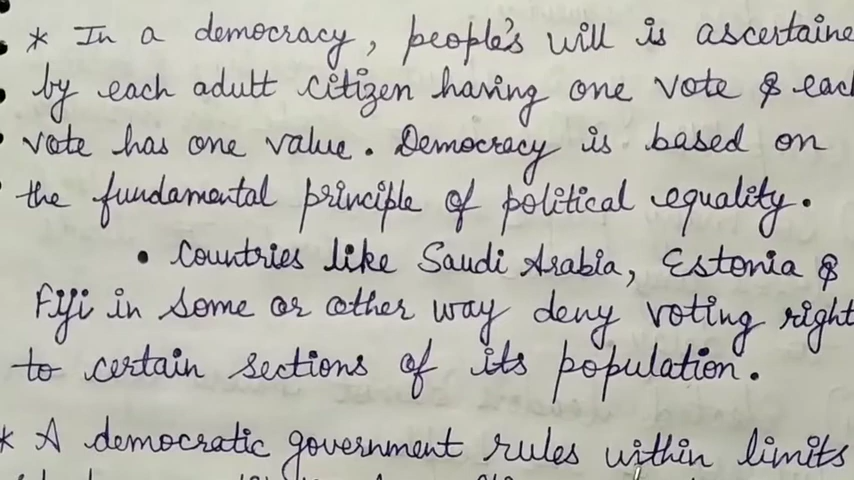 * In a democracy, people's will is ascertaine
by each adult citizen having one vote & each
vote has one value. Democracy is based on
the fundamental principle of political equality.
• Countries like Saudi Arabia, Estonia &
Fiji in some or other way deny voting right
to certain sections of its population.
* A democratic government rules within limits